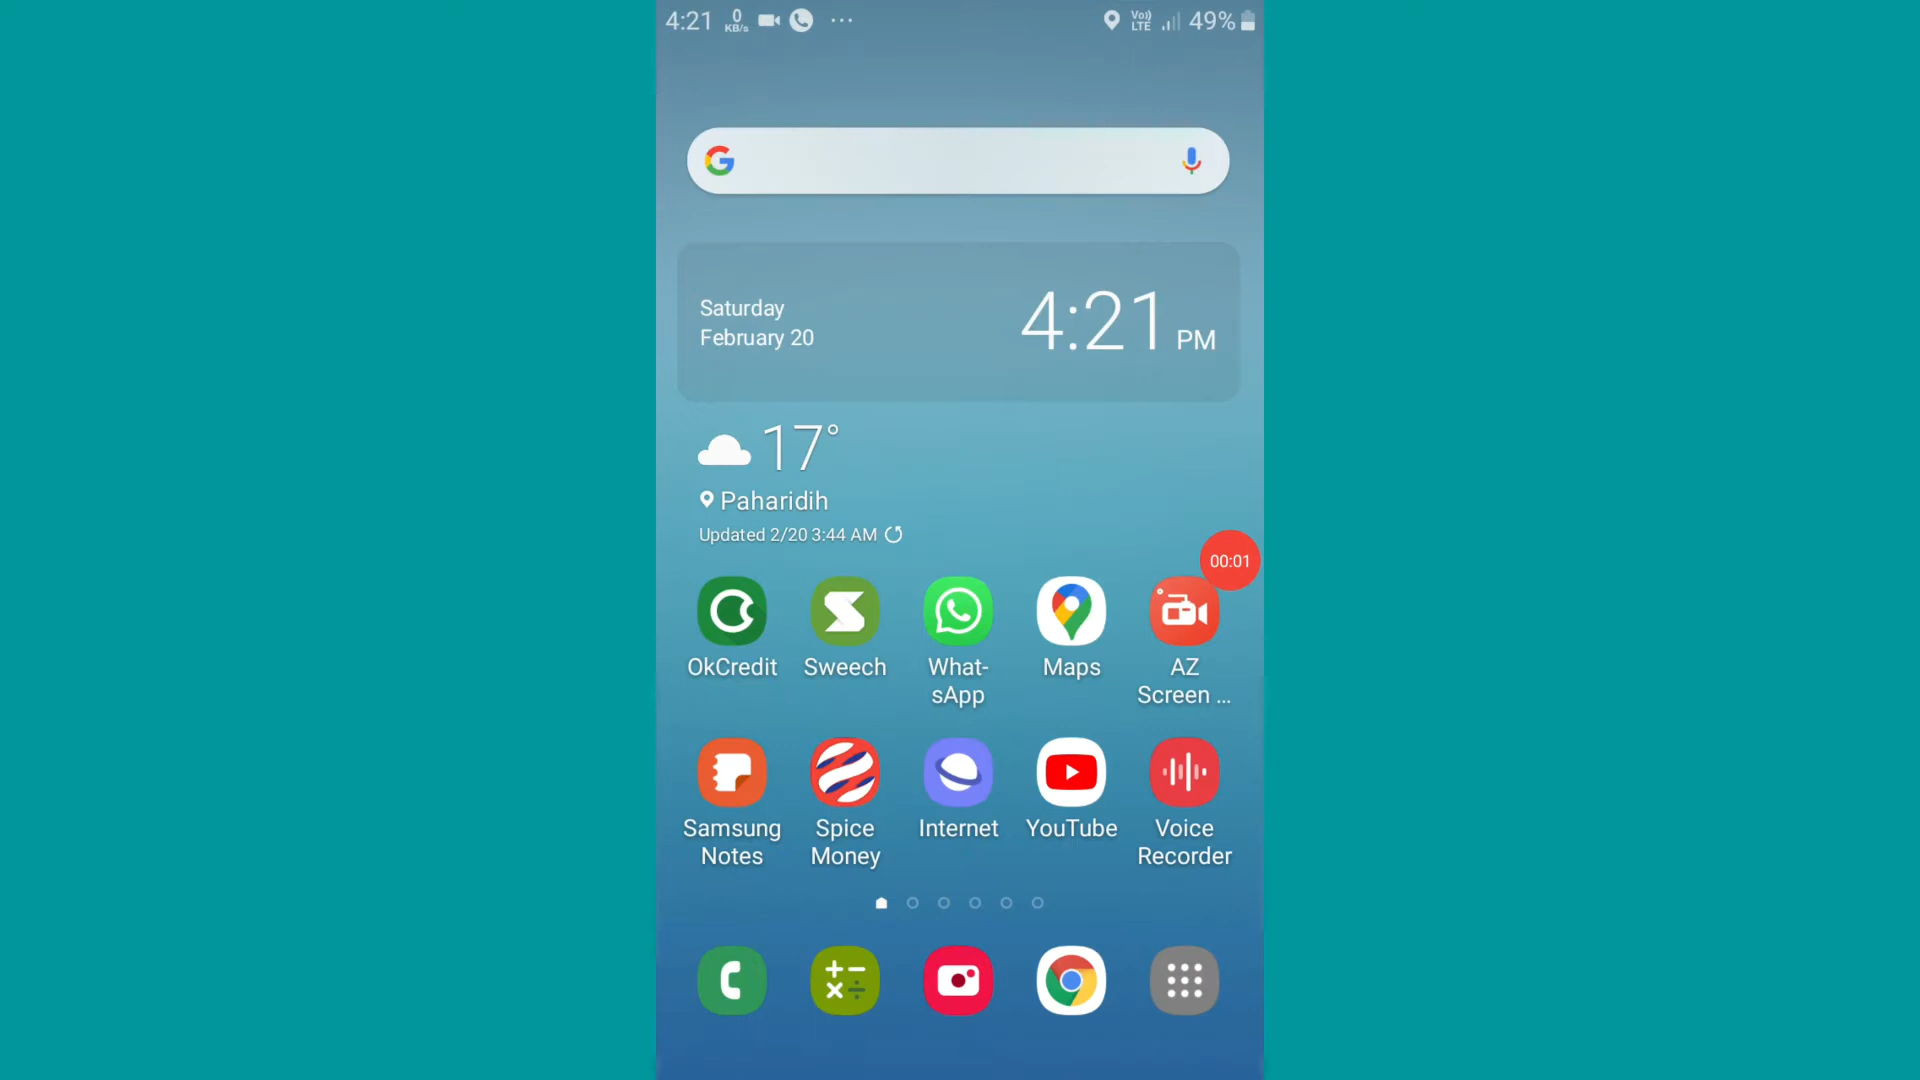 4:21 0 KB/s ... Vo)) LTE 49%
Saturday
February 20
4:21 PM
17°
Paharidih
Updated 2/20 3:44 AM
00:01
OkCredit Sweech What- Maps AZ
sApp Screen ...
Samsung Spice Internet YouTube Voice
Notes Money Recorder